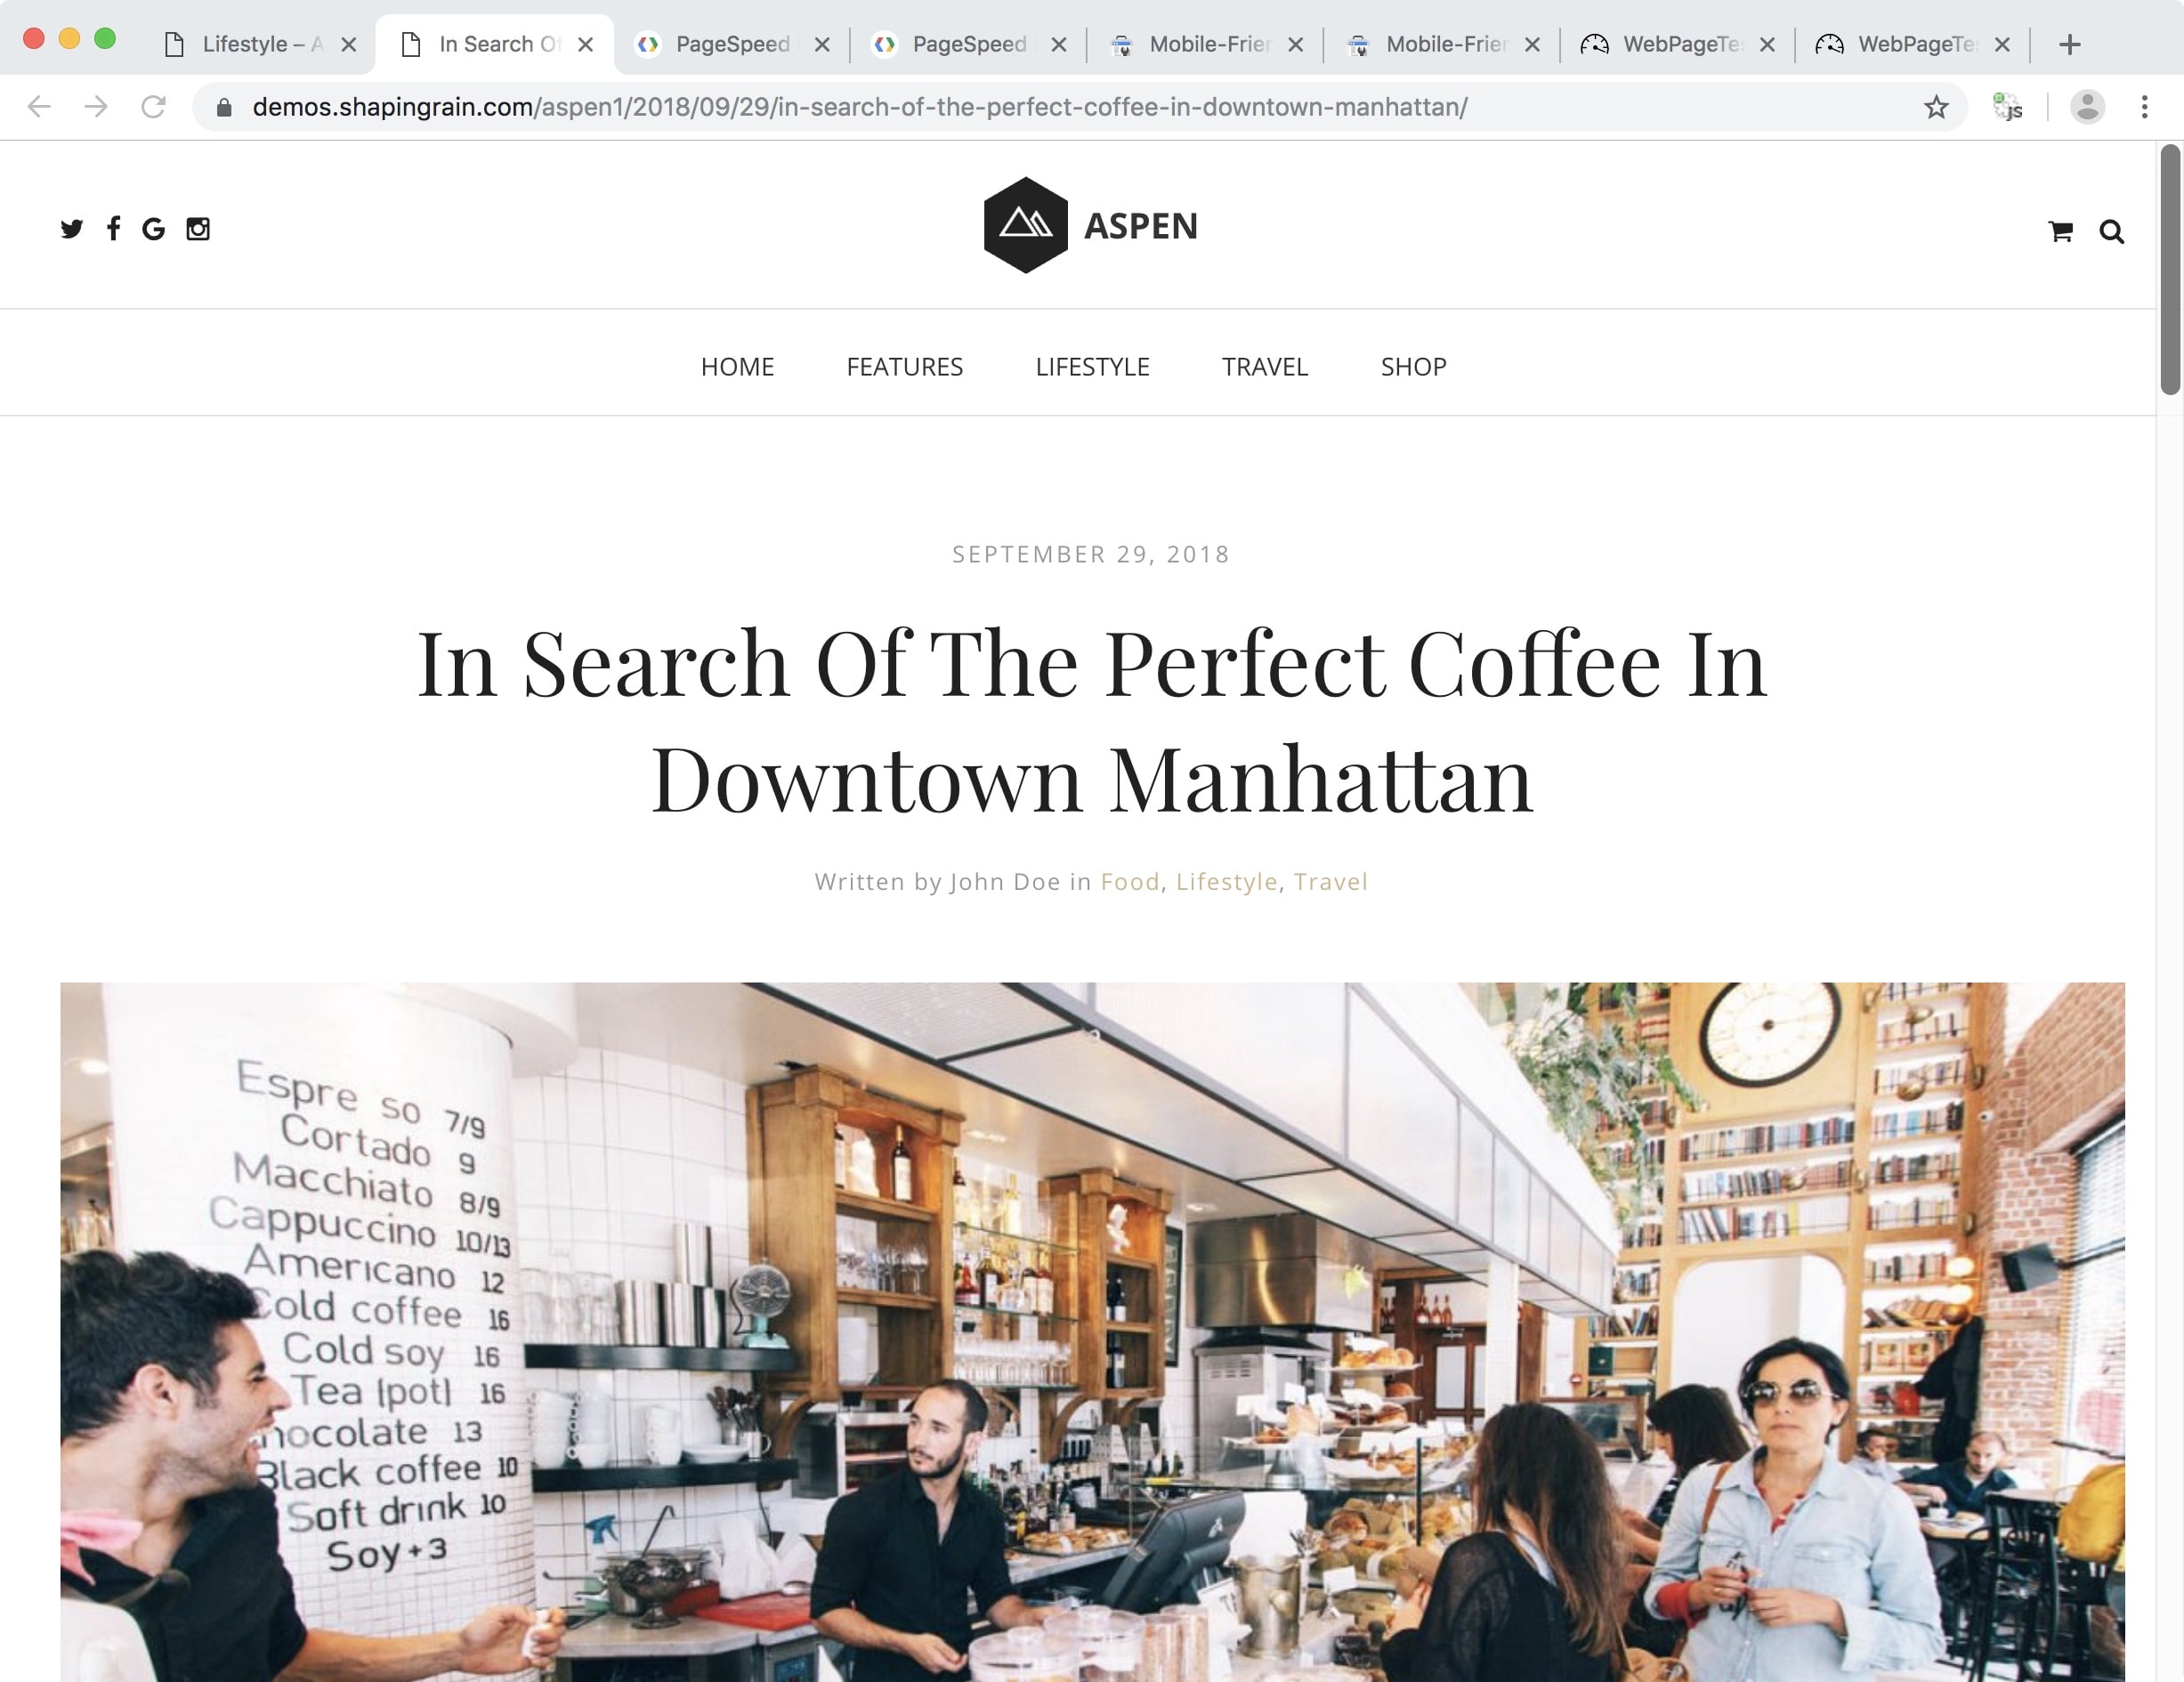 Lifestyle – A
In Search Of
PageSpeed
PageSpeed
Mobile-Frier
Mobile-Frier
WebPageTe
WebPageTe
demos.shapingrain.com/aspen1/2018/09/29/in-search-of-the-perfect-coffee-in-downtown-manhattan/
JS
ASPEN
HOME FEATURES LIFESTYLE TRAVEL SHOP
SEPTEMBER 29, 2018
In Search Of The Perfect Coffee In
Downtown Manhattan
Written by John Doe in Food, Lifestyle, Travel
Espre so 7/9
Cortado 9
Macchiato 8/9
Cappuccino 10/13
Americano 12
Cold coffee 16
Cold soy 16
Tea (pot) 16
hocolate 13
Black coffee 10
Soft drink 10
Soy+3